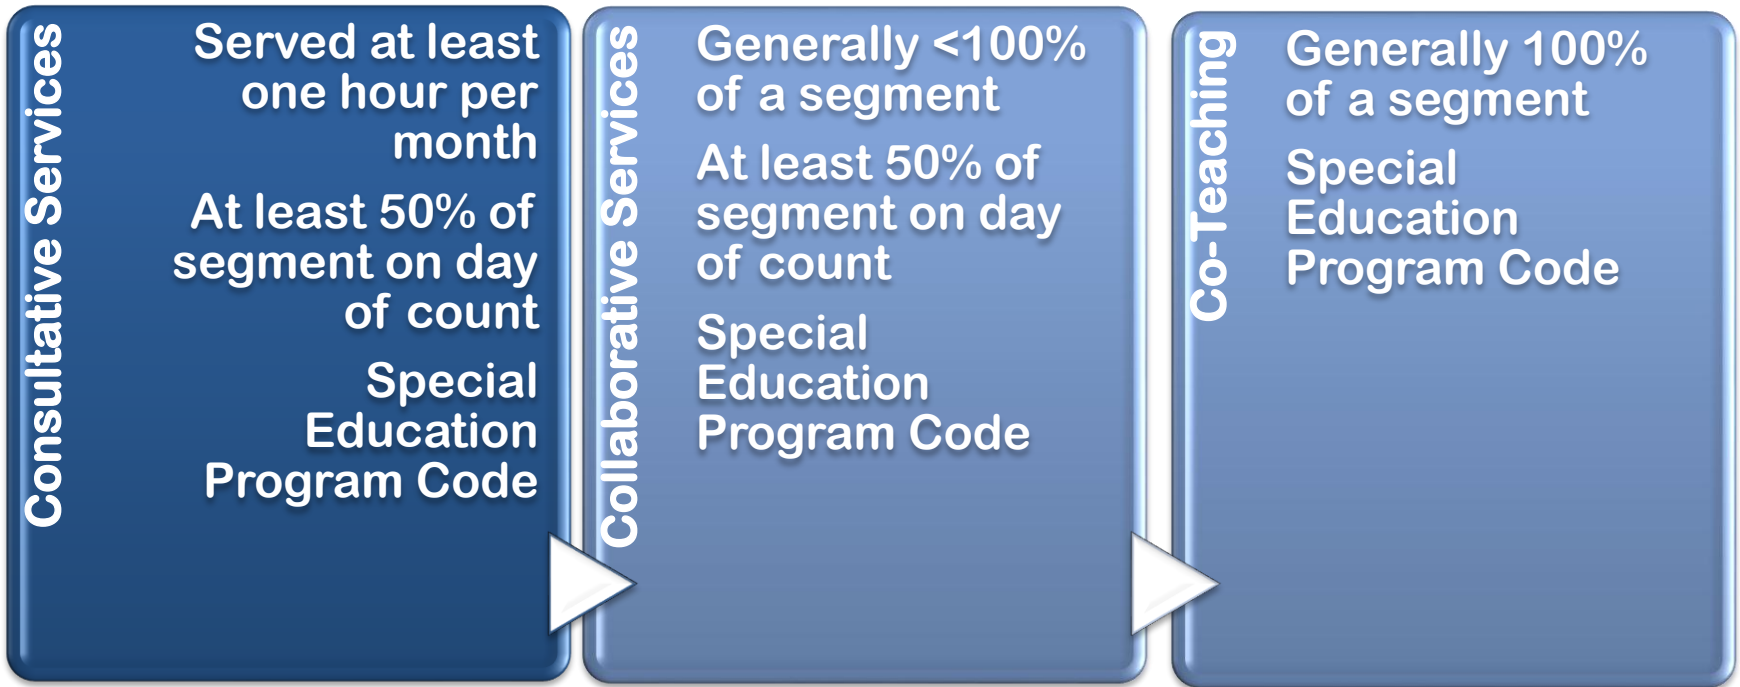 Consultative Services
Served at least
one hour per
month
At least 50% of
segment on day
of count
Special
Education
Program Code
Collaborative Services
Generally <100%
of a segment
At least 50% of
segment on day
of count
Special
Education
Program Code
Co-Teaching
Generally 100%
of a segment
Special
Education
Program Code